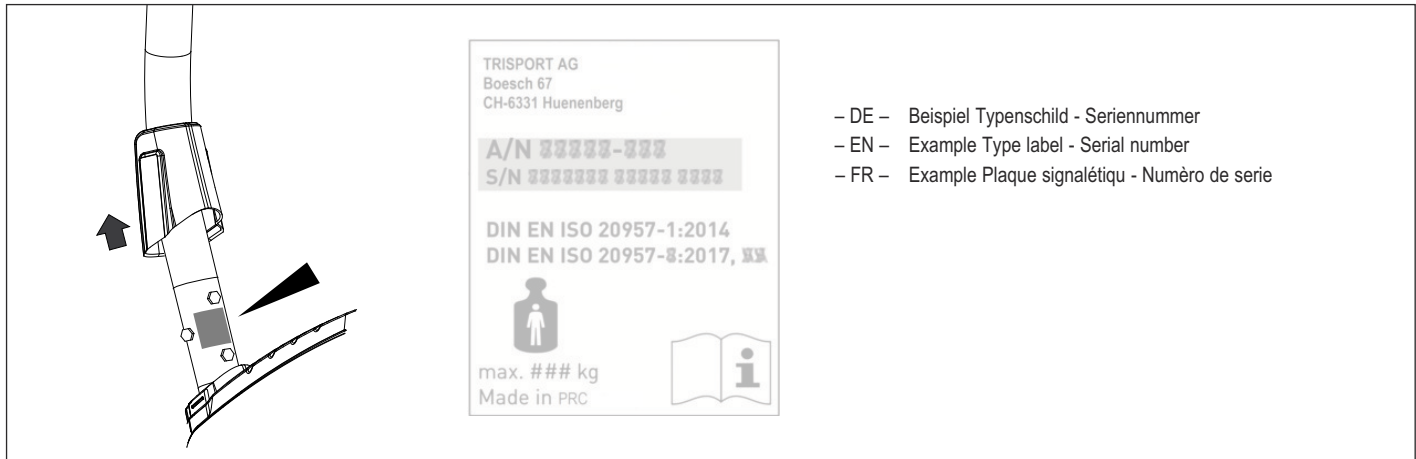 TRISPORT AG
Boesch 67
CH-6331 Huenenberg
A/N
S/N
DIN EN ISO 20957-1:2014
DIN EN ISO 20957-:2017,
max. ### kg
Made in PRC
– DE – Beispiel Typenschild - Seriennummer
– EN – Example Type label - Serial number
– FR – Example Plaque signalétiqu - Numèro de serie